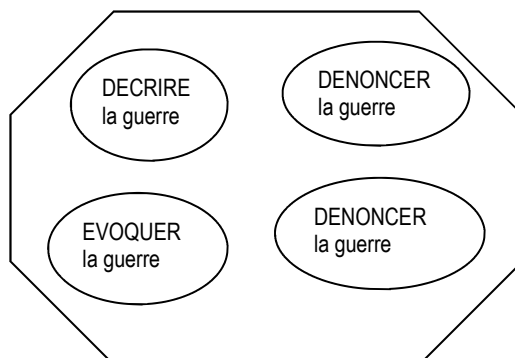 DECRIRE
la guerre
DENONCER
la guerre
EVOQUER
la guerre
DENONCER
la guerre